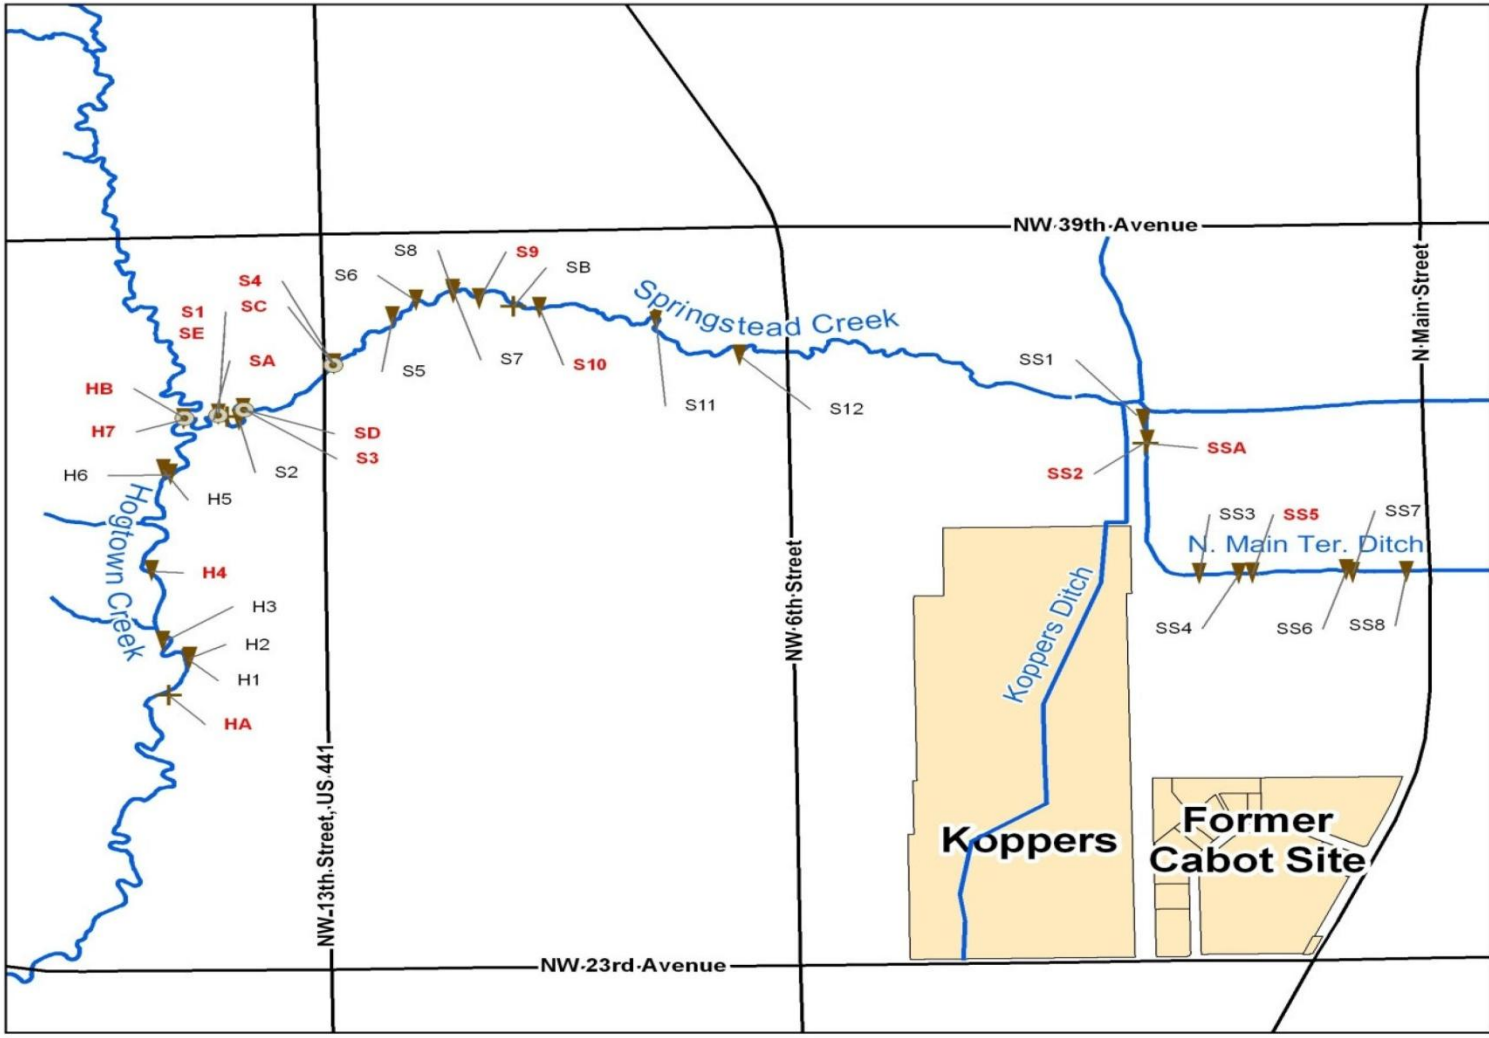 NW 39th Avenue
S8
S9
SB
S6
S4
SC
S1
SE
SA
HB
H7
S5
S7
S10
S11
S12
Springstead Creek
SD
S3
S2
H6
H5
Hogtown Creek
H4
H3
H2
H1
HA
SS1
SS2
SSA
SS3
SS5
SS7
N. Main Ter. Ditch
SS4
SS6
SS8
N Main Street
NW 6th Street
NW 13th Street, US 441
Koppers Ditch
Koppers
Former
Cabot Site
NW 23rd Avenue